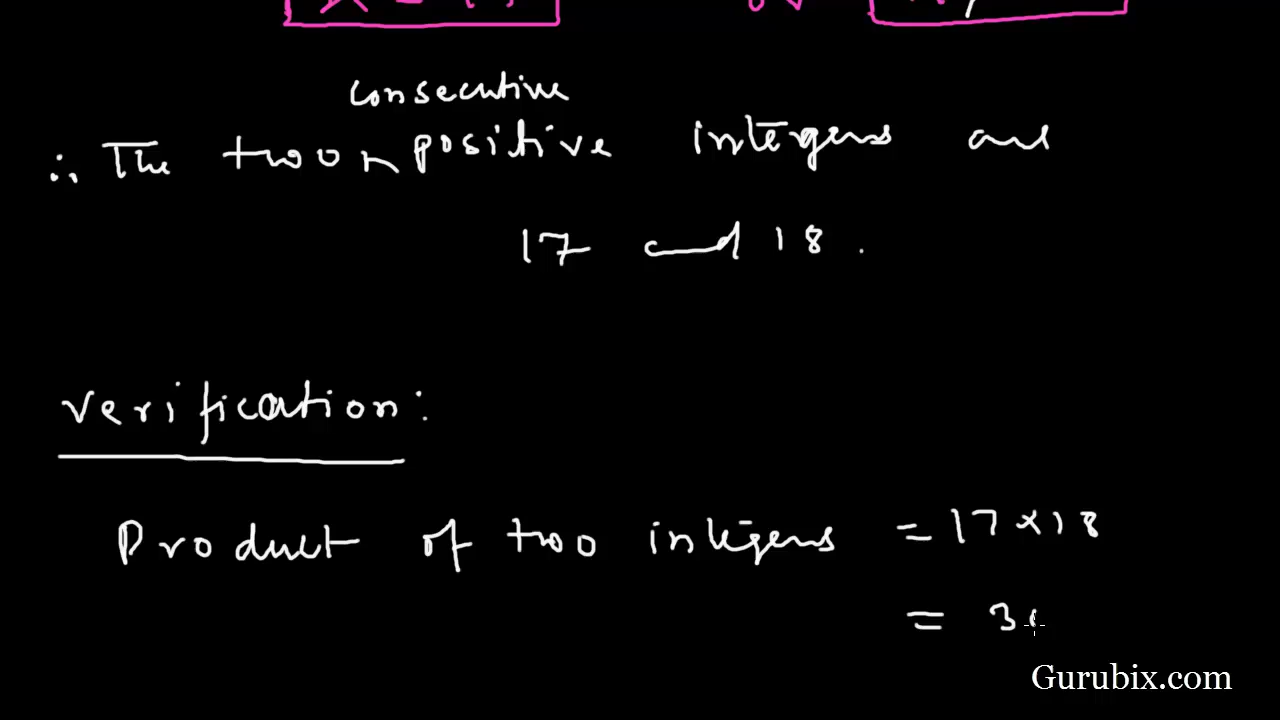 consecutive
∴ The two positive integers are
17 and 18 .
Verification:
Product of two integers = 17 × 18
= 3
Gurubix.com